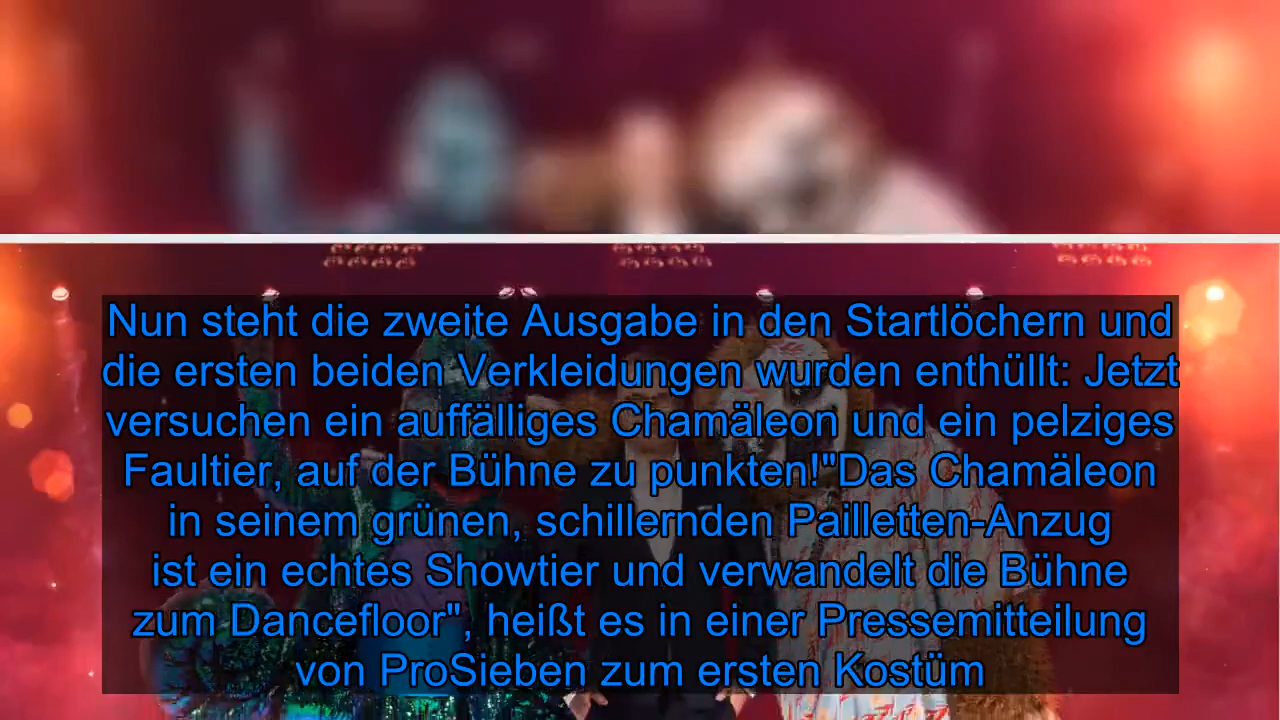 Nun steht die zweite Ausgabe in den Startlöchern und
die ersten beiden Verkleidungen wurden enthüllt: Jetzt
versuchen ein auffälliges Chamäleon und ein pelziges
Faultier, auf der Bühne zu punkten!"Das Chamäleon
in seinem grünen, schillernden Pailletten-Anzug
ist ein echtes Showtier und verwandelt die Bühne
zum Dancefloor", heißt es in einer Pressemitteilung
von ProSieben zum ersten Kostüm